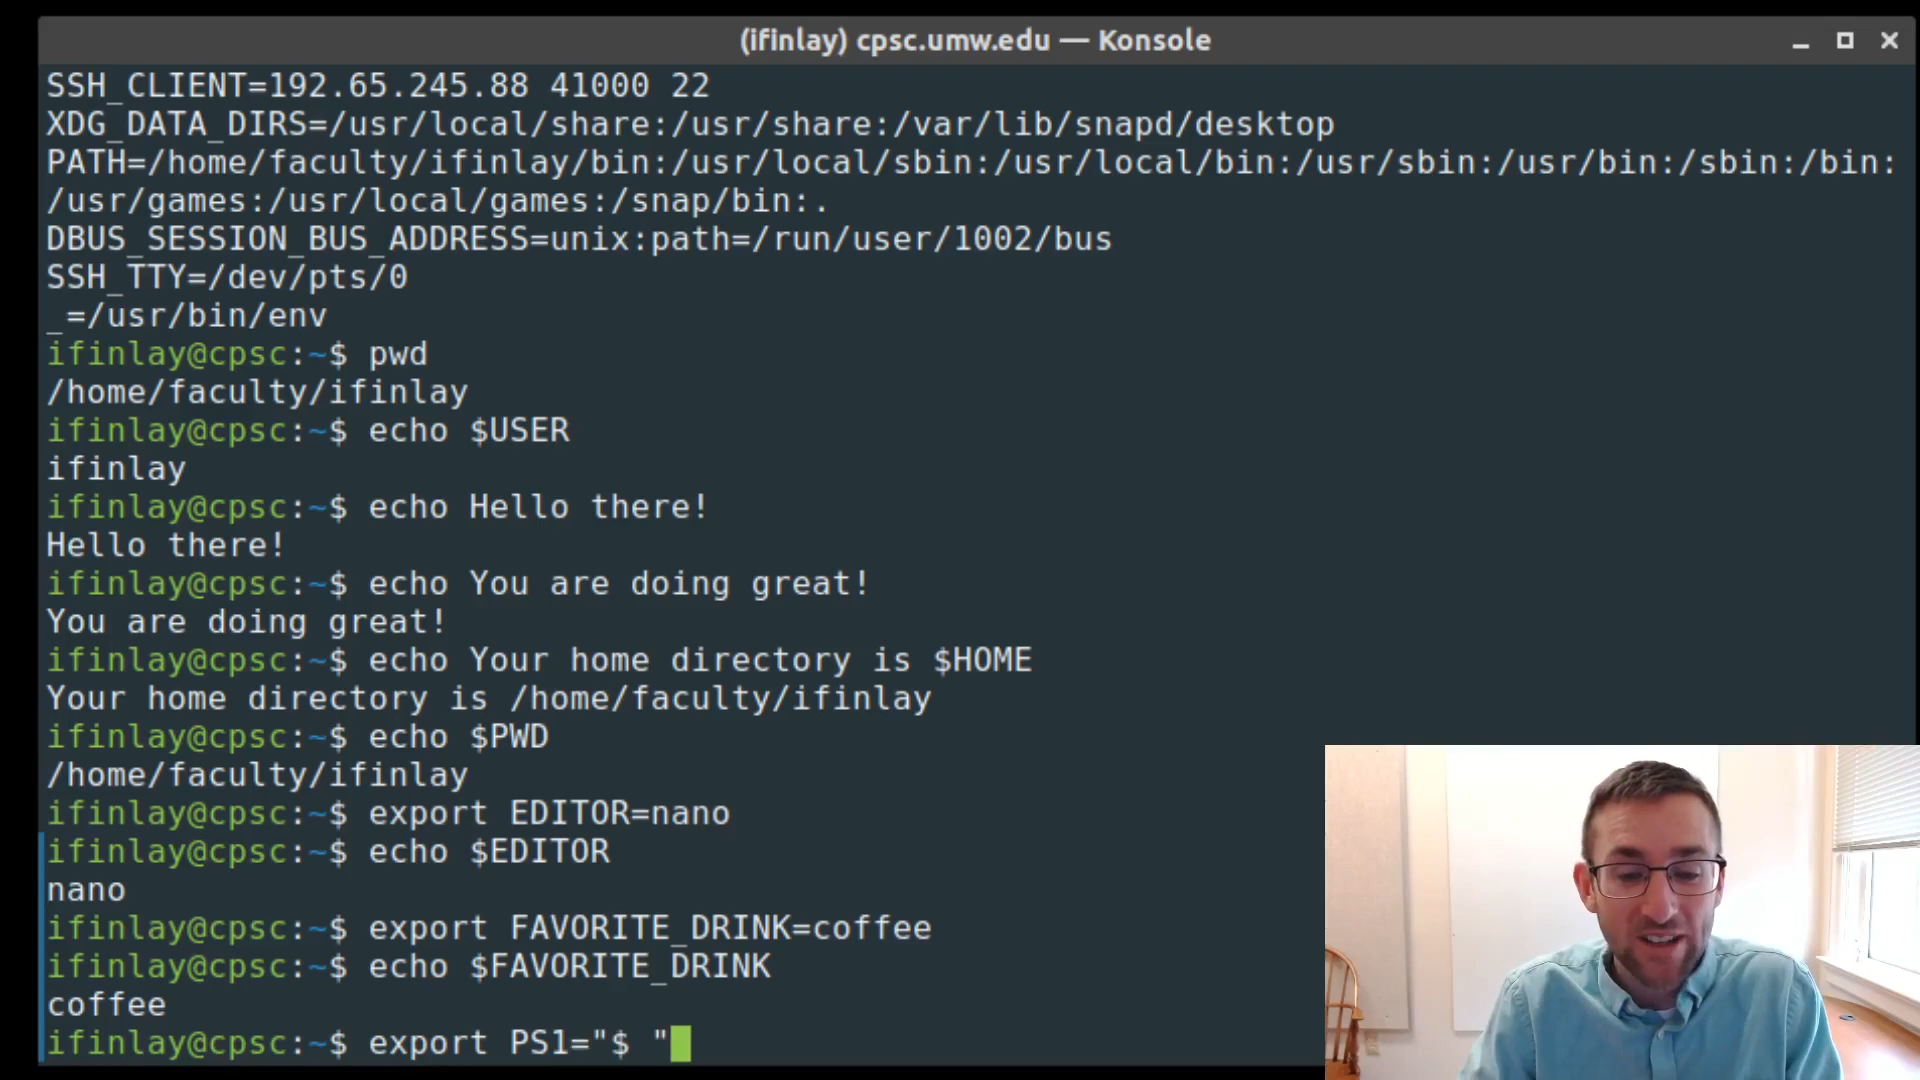 (ifinlay) cpsc.umw.edu — Konsole
SSH_CLIENT=192.65.245.88 41000 22
XDG_DATA_DIRS=/usr/local/share:/usr/share:/var/lib/snapd/desktop
PATH=/home/faculty/ifinlay/bin:/usr/local/sbin:/usr/local/bin:/usr/sbin:/usr/bin:/sbin:/bin:
/usr/games:/usr/local/games:/snap/bin:.
DBUS_SESSION_BUS_ADDRESS=unix:path=/run/user/1002/bus
SSH_TTY=/dev/pts/0
_=/usr/bin/env
ifinlay@cpsc:~$ pwd
/home/faculty/ifinlay
ifinlay@cpsc:~$ echo $USER
ifinlay
ifinlay@cpsc:~$ echo Hello there!
Hello there!
ifinlay@cpsc:~$ echo You are doing great!
You are doing great!
ifinlay@cpsc:~$ echo Your home directory is $HOME
Your home directory is /home/faculty/ifinlay
ifinlay@cpsc:~$ echo $PWD
/home/faculty/ifinlay
ifinlay@cpsc:~$ export EDITOR=nano
ifinlay@cpsc:~$ echo $EDITOR
nano
ifinlay@cpsc:~$ export FAVORITE_DRINK=coffee
ifinlay@cpsc:~$ echo $FAVORITE_DRINK
coffee
ifinlay@cpsc:~$ export PS1="$ "